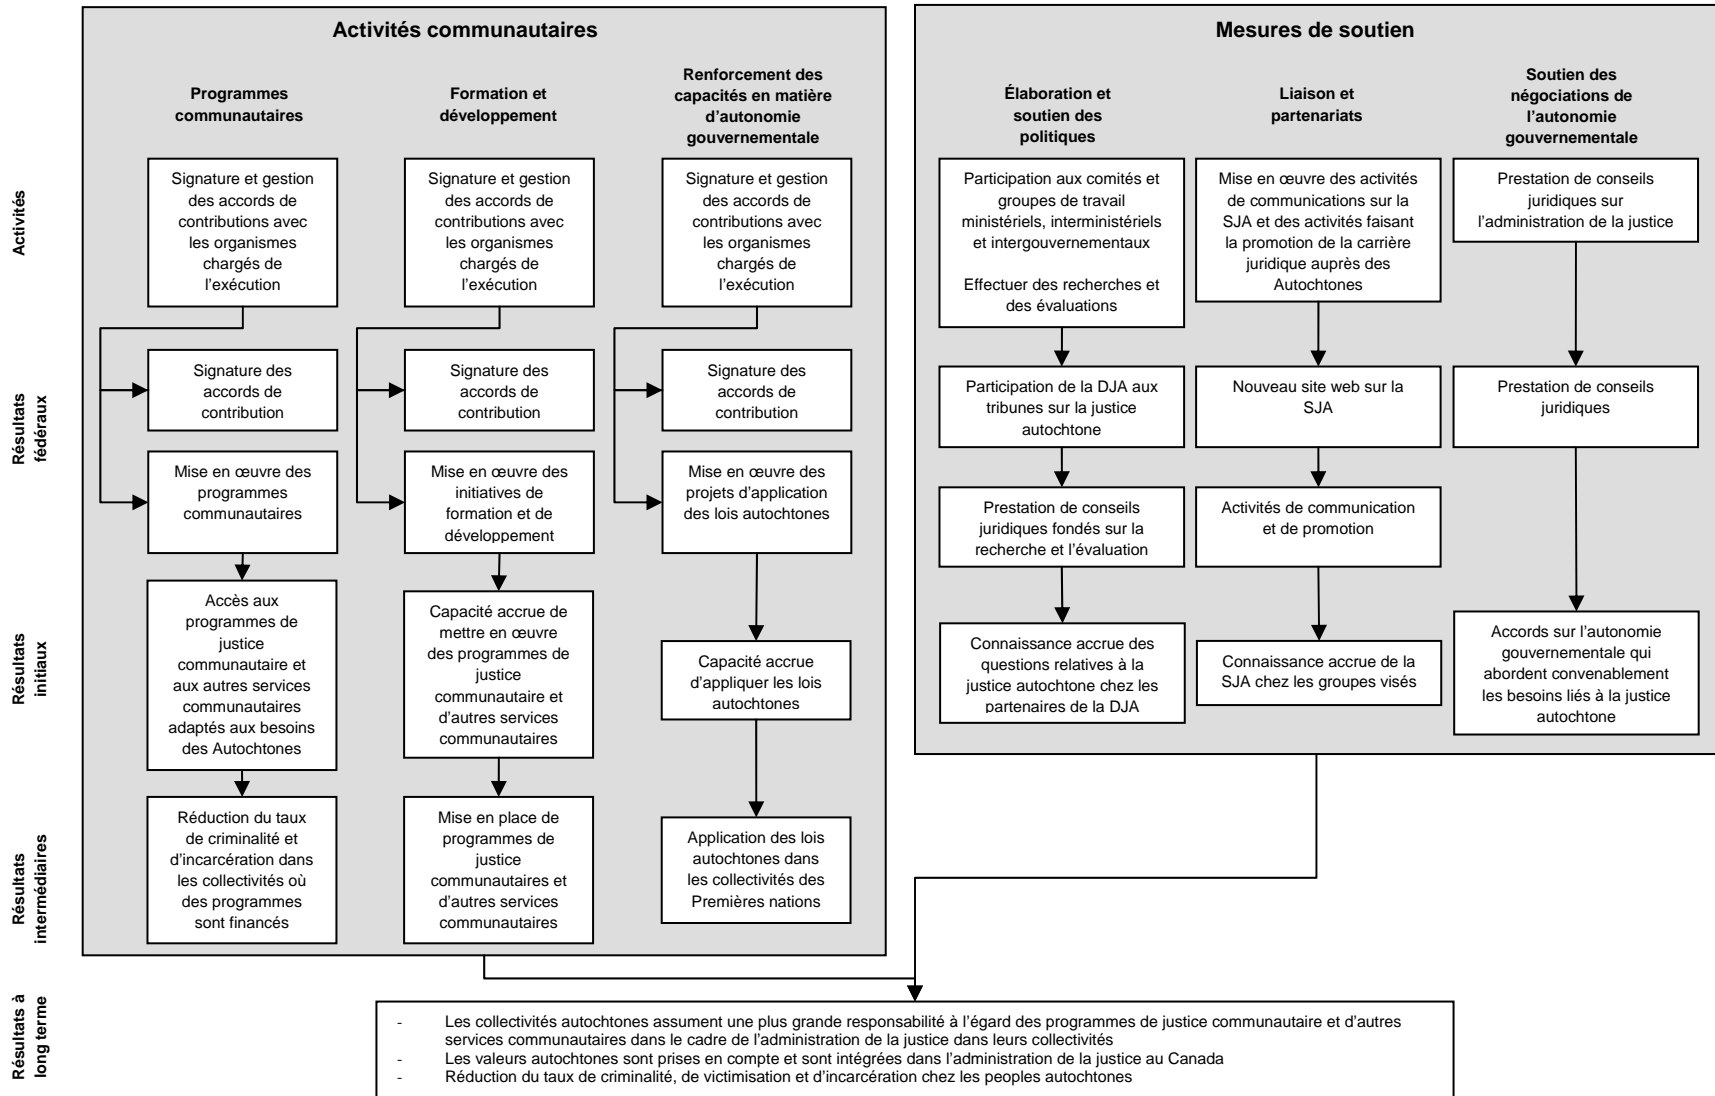 Activités communautaires
Programmes
communautaires
Formation et
développement
Renforcement des
capacités en matière
d’autonomie
gouvernementale
Mesures de soutien
Élaboration et
soutien des
politiques
Liaison et
partenariats
Soutien des
négociations de
l’autonomie
gouvernementale
Activités
Signature et gestion
des accords de
contributions avec
les organismes
chargés de
l’exécution
Signature et gestion
des accords de
contributions avec
les organismes
chargés de
l’exécution
Signature et gestion
des accords de
contributions avec
les organismes
chargés de
l’exécution
Participation aux comités et
groupes de travail
ministériels, interministériels
et intergouvernementaux
Effectuer des recherches et
des évaluations
Mise en œuvre des activités
de communications sur la
SJA et des activités faisant
la promotion de la carrière
juridique auprès des
Autochtones
Prestation de conseils
juridiques sur
l’administration de la justice
Résultats
fédéraux
Signature des
accords de
contribution
Signature des
accords de
contribution
Signature des
accords de
contribution
Participation de la DJA aux
tribunes sur la justice
autochtone
Nouveau site web sur la
SJA
Prestation de conseils
juridiques
Mise en œuvre des
programmes
communautaires
Mise en œuvre des
initiatives de
formation et de
développement
Mise en œuvre des
projets d’application
des lois autochtones
Prestation de conseils
juridiques fondés sur la
recherche et l’évaluation
Activités de communication
et de promotion
Résultats
initiaux
Accès aux
programmes de
justice
communautaire et
aux autres services
communautaires
adaptés aux besoins
des Autochtones
Capacité accrue de
mettre en œuvre
des programmes de
justice
communautaire et
d’autres services
communautaires
Capacité accrue
d’appliquer les lois
autochtones
Connaissance accrue des
questions relatives à la
justice autochtone chez les
partenaires de la DJA
Connaissance accrue de la
SJA chez les groupes visés
Accords sur l’autonomie
gouvernementale qui
abordent convenablement
les besoins liés à la justice
autochtone
Résultats
intermédiaires
Réduction du taux
de criminalité et
d’incarcération dans
les collectivités où
des programmes
sont financés
Mise en place de
programmes de
justice
communautaires et
d’autres services
communautaires
Application des lois
autochtones dans
les collectivités des
Premières nations
Résultats à
long terme
- Les collectivités autochtones assument une plus grande responsabilité à l’égard des programmes de justice communautaire et d’autres
services communautaires dans le cadre de l’administration de la justice dans leurs collectivités
- Les valeurs autochtones sont prises en compte et sont intégrées dans l’administration de la justice au Canada
- Réduction du taux de criminalité, de victimisation et d’incarcération chez les peoples autochtones